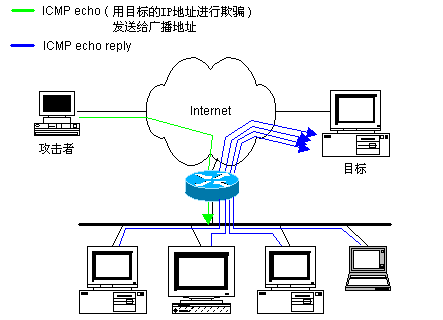 ICMP echo（用目标的IP地址进行欺骗）
发送给广播地址
ICMP echo reply
Internet
攻击者
目标